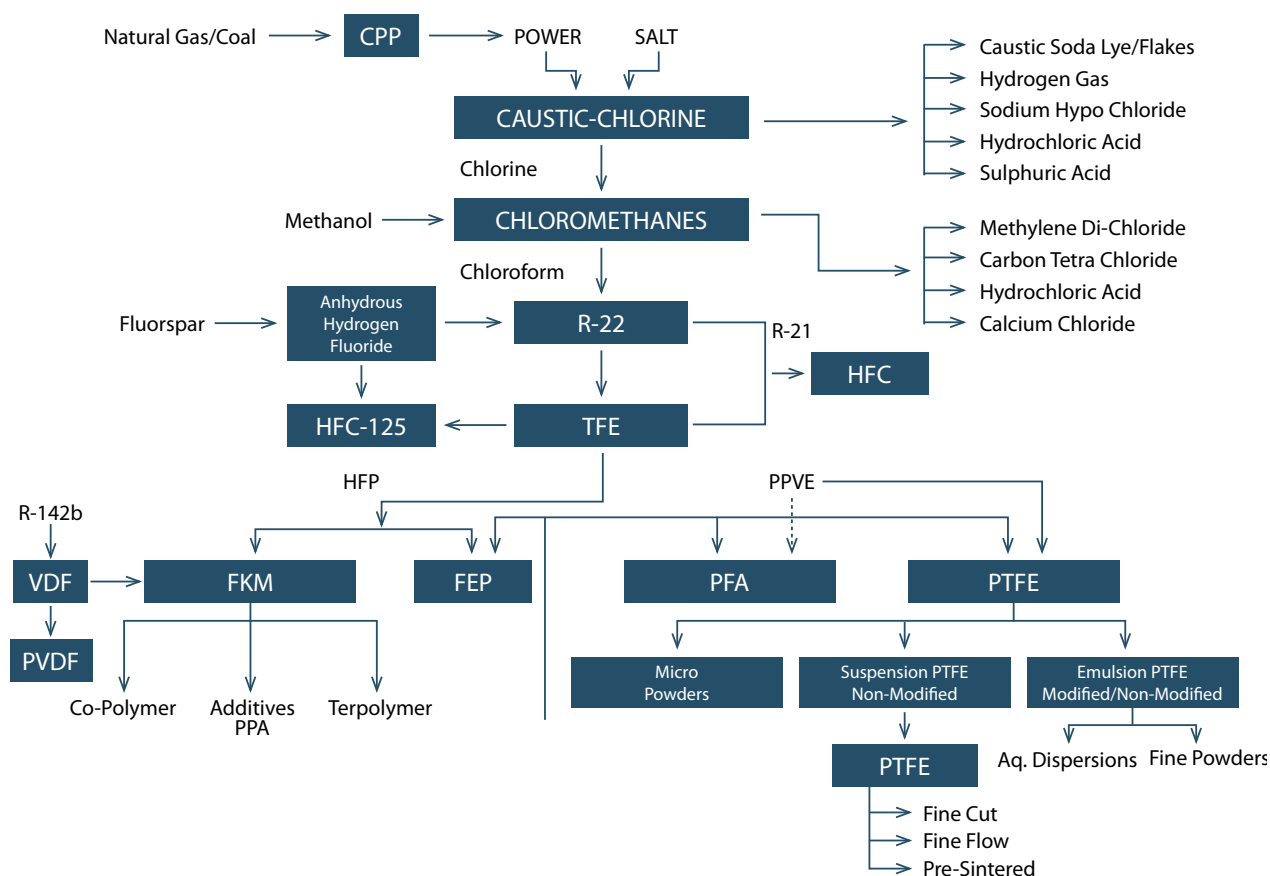 Natural Gas/Coal
CPP
POWER
SALT
CAUSTIC-CHLORINE
Caustic Soda Lye/Flakes
Hydrogen Gas
Sodium Hypo Chloride
Hydrochloric Acid
Sulphuric Acid
Chlorine
Methanol
CHLOROMETHANES
Methylene Di-Chloride
Carbon Tetra Chloride
Hydrochloric Acid
Calcium Chloride
Chloroform
Fluorspar
Anhydrous
Hydrogen
Fluoride
R-22
R-21
HFC
HFC-125
TFE
HFP
PPVE
R-142b
VDF
FKM
FEP
PFA
PTFE
PVDF
Co-Polymer
Additives
PPA
Terpolymer
Micro
Powders
Suspension PTFE
Non-Modified
Emulsion PTFE
Modified/Non-Modified
PTFE
Aq. Dispersions
Fine Powders
Fine Cut
Fine Flow
Pre-Sintered